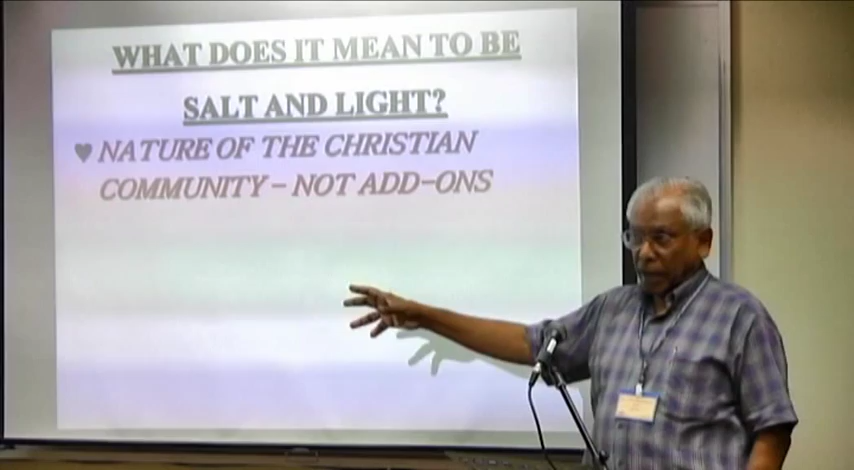 WHAT DOES IT MEAN TO BE
SALT AND LIGHT?
♥ NATURE OF THE CHRISTIAN
COMMUNITY – NOT ADD-ONS